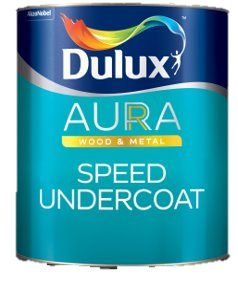 AkzoNobel
Dulux
AURA
WOOD & METAL
SPEED
UNDERCOAT